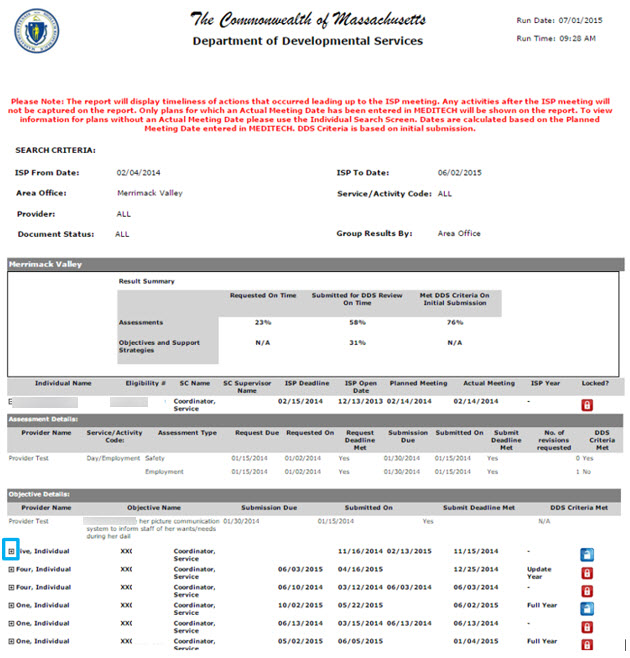 The Commonwealth of Massachusetts
Department of Developmental Services
Run Date: 07/01/2015
Run Time: 09:28 AM
Please Note: The report will display timeliness of actions that occurred leading up to the ISP meeting. Any activities after the ISP meeting will
not be captured on the report. Only plans for which an Actual Meeting Date has been entered in MEDITECH will be shown on the report. To view
information for plans without an Actual Meeting Date please use the Individual Search Screen. Dates are calculated based on the Planned
Meeting Date entered in MEDITECH. DDS Criteria is based on initial submission.
SEARCH CRITERIA:
ISP From Date: 02/04/2014 ISP To Date: 06/02/2015
Area Office: Merrimack Valley Service/Activity Code: ALL
Provider: ALL
Document Status: ALL Group Results By: Area Office
Merrimack Valley
Result Summary
Requested On Time Submitted for DDS Review On Time Met DDS Criteria On Initial Submission
Assessments 23% 58% 76%
Objectives and Support Strategies N/A 31% N/A
Individual Name Eligibility # SC Name SC Supervisor Name ISP Deadline ISP Open Date Planned Meeting Actual Meeting ISP Year Locked?
E Coordinator, Service 02/15/2014 12/13/2013 02/14/2014 02/14/2014 -
Assessment Details:
Provider Name Service/Activity Code: Assessment Type Request Due Requested On Request Deadline Met Submission Due Submitted On Submit Deadline Met No. of revisions requested DDS Criteria Met
Provider Test Day/Employment Safety 01/15/2014 01/02/2014 Yes 01/30/2014 01/15/2014 Yes 0 Yes
Employment 01/15/2014 01/02/2014 Yes 01/30/2014 01/15/2014 Yes 1 No
Objective Details:
Provider Name Objective Name Submission Due Submitted On Submit Deadline Met DDS Criteria Met
Provider Test her picture communication 01/30/2014 01/15/2014 Yes N/A
system to inform staff of her wants/needs
during her dail
ive, Individual XX( Coordinator, Service 11/16/2014 02/13/2015 11/15/2014 -
Four, Individual XX( Coordinator, Service 06/03/2015 04/16/2015 12/25/2014 Update Year
Four, Individual XX( Coordinator, Service 06/10/2014 03/12/2014 06/03/2014 06/03/2014 -
One, Individual XX( Coordinator, Service 10/02/2015 05/22/2015 06/02/2015 Full Year
One, Individual XX( Coordinator, Service 06/13/2014 03/15/2014 06/13/2014 06/13/2014 -
One, Individual XX( Coordinator, Service 05/02/2015 06/05/2015 01/04/2015 Full Year